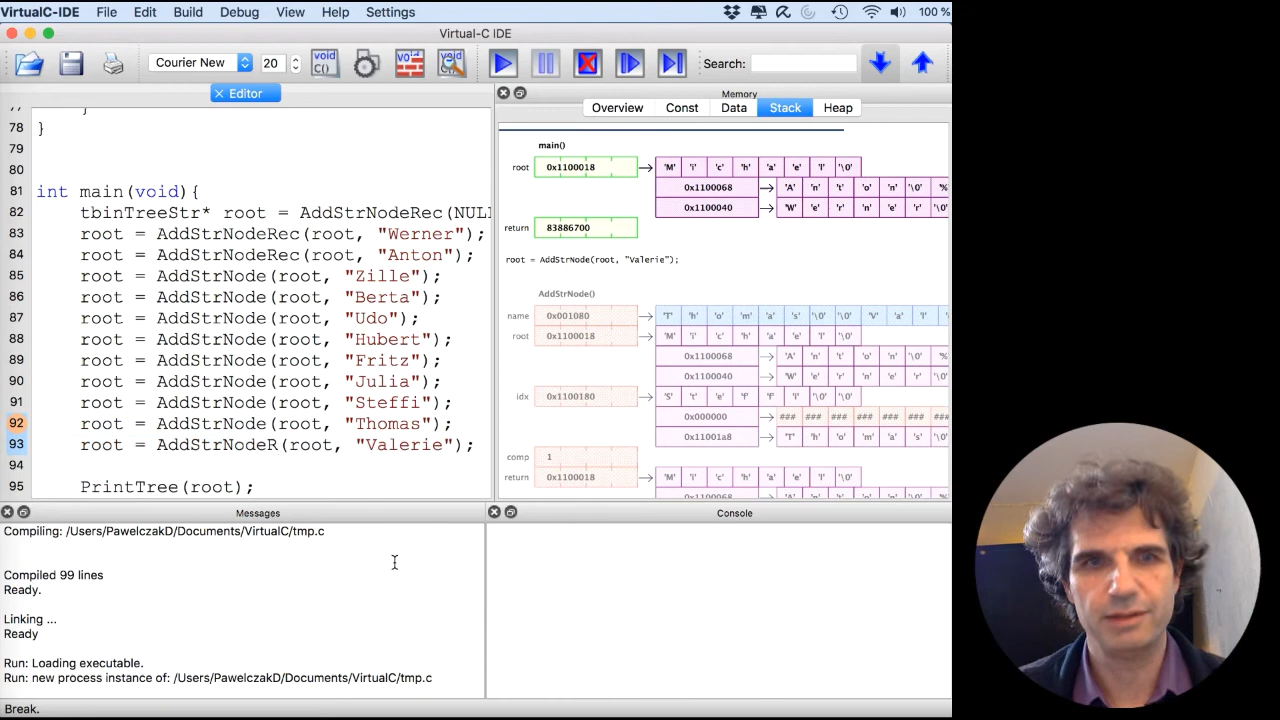 VirtualC-IDE File Edit Build Debug View Help Settings 100 %
Virtual-C IDE
Courier New 20 void C() Search:
Editor
Memory
Overview Const Data Stack Heap
78 }
79
80
81 int main(void){
82 tbinTreeStr* root = AddStrNodeRec(NULL
83 root = AddStrNodeRec(root, "Werner");
84 root = AddStrNodeRec(root, "Anton");
85 root = AddStrNode(root, "Zille");
86 root = AddStrNode(root, "Berta");
87 root = AddStrNode(root, "Udo");
88 root = AddStrNode(root, "Hubert");
89 root = AddStrNode(root, "Fritz");
90 root = AddStrNode(root, "Julia");
91 root = AddStrNode(root, "Steffi");
92 root = AddStrNode(root, "Thomas");
93 root = AddStrNodeR(root, "Valerie");
94
95 PrintTree(root);
main()
root 0x1100018 'M' 'i' 'c' 'h' 'a' 'e' 'l' '\0'
0x1100068 'A' 'n' 't' 'o' 'n' '\0' '%
0x1100040 'W' 'e' 'r' 'n' 'e' 'r' '\0'
return 83886700
root = AddStrNode(root, "Valerie");
AddStrNode()
name 0x001080 'T' 'h' 'o' 'm' 'a' 's' '\0' '\0' 'V' 'a' 'l'
root 0x1100018 'M' 'i' 'c' 'h' 'a' 'e' 'l' '\0'
0x1100068 'A' 'n' 't' 'o' 'n' '\0' '%
0x1100040 'W' 'e' 'r' 'n' 'e' 'r' '\0'
idx 0x1100180 'S' 't' 'e' 'f' 'f' 'i' '\0' '\0'
0x000000 ### ### ### ### ### ### ###
0x11001a8 'T' 'h' 'o' 'm' 'a' 's' '\0'
comp 1
return 0x1100018 'M' 'i' 'c' 'h' 'a' 'e' 'l' '\0'
Messages
Compiling: /Users/PawelczakD/Documents/VirtualC/tmp.c
Compiled 99 lines
Ready.
Linking ...
Ready
Run: Loading executable.
Run: new process instance of: /Users/PawelczakD/Documents/VirtualC/tmp.c
Console
Break.